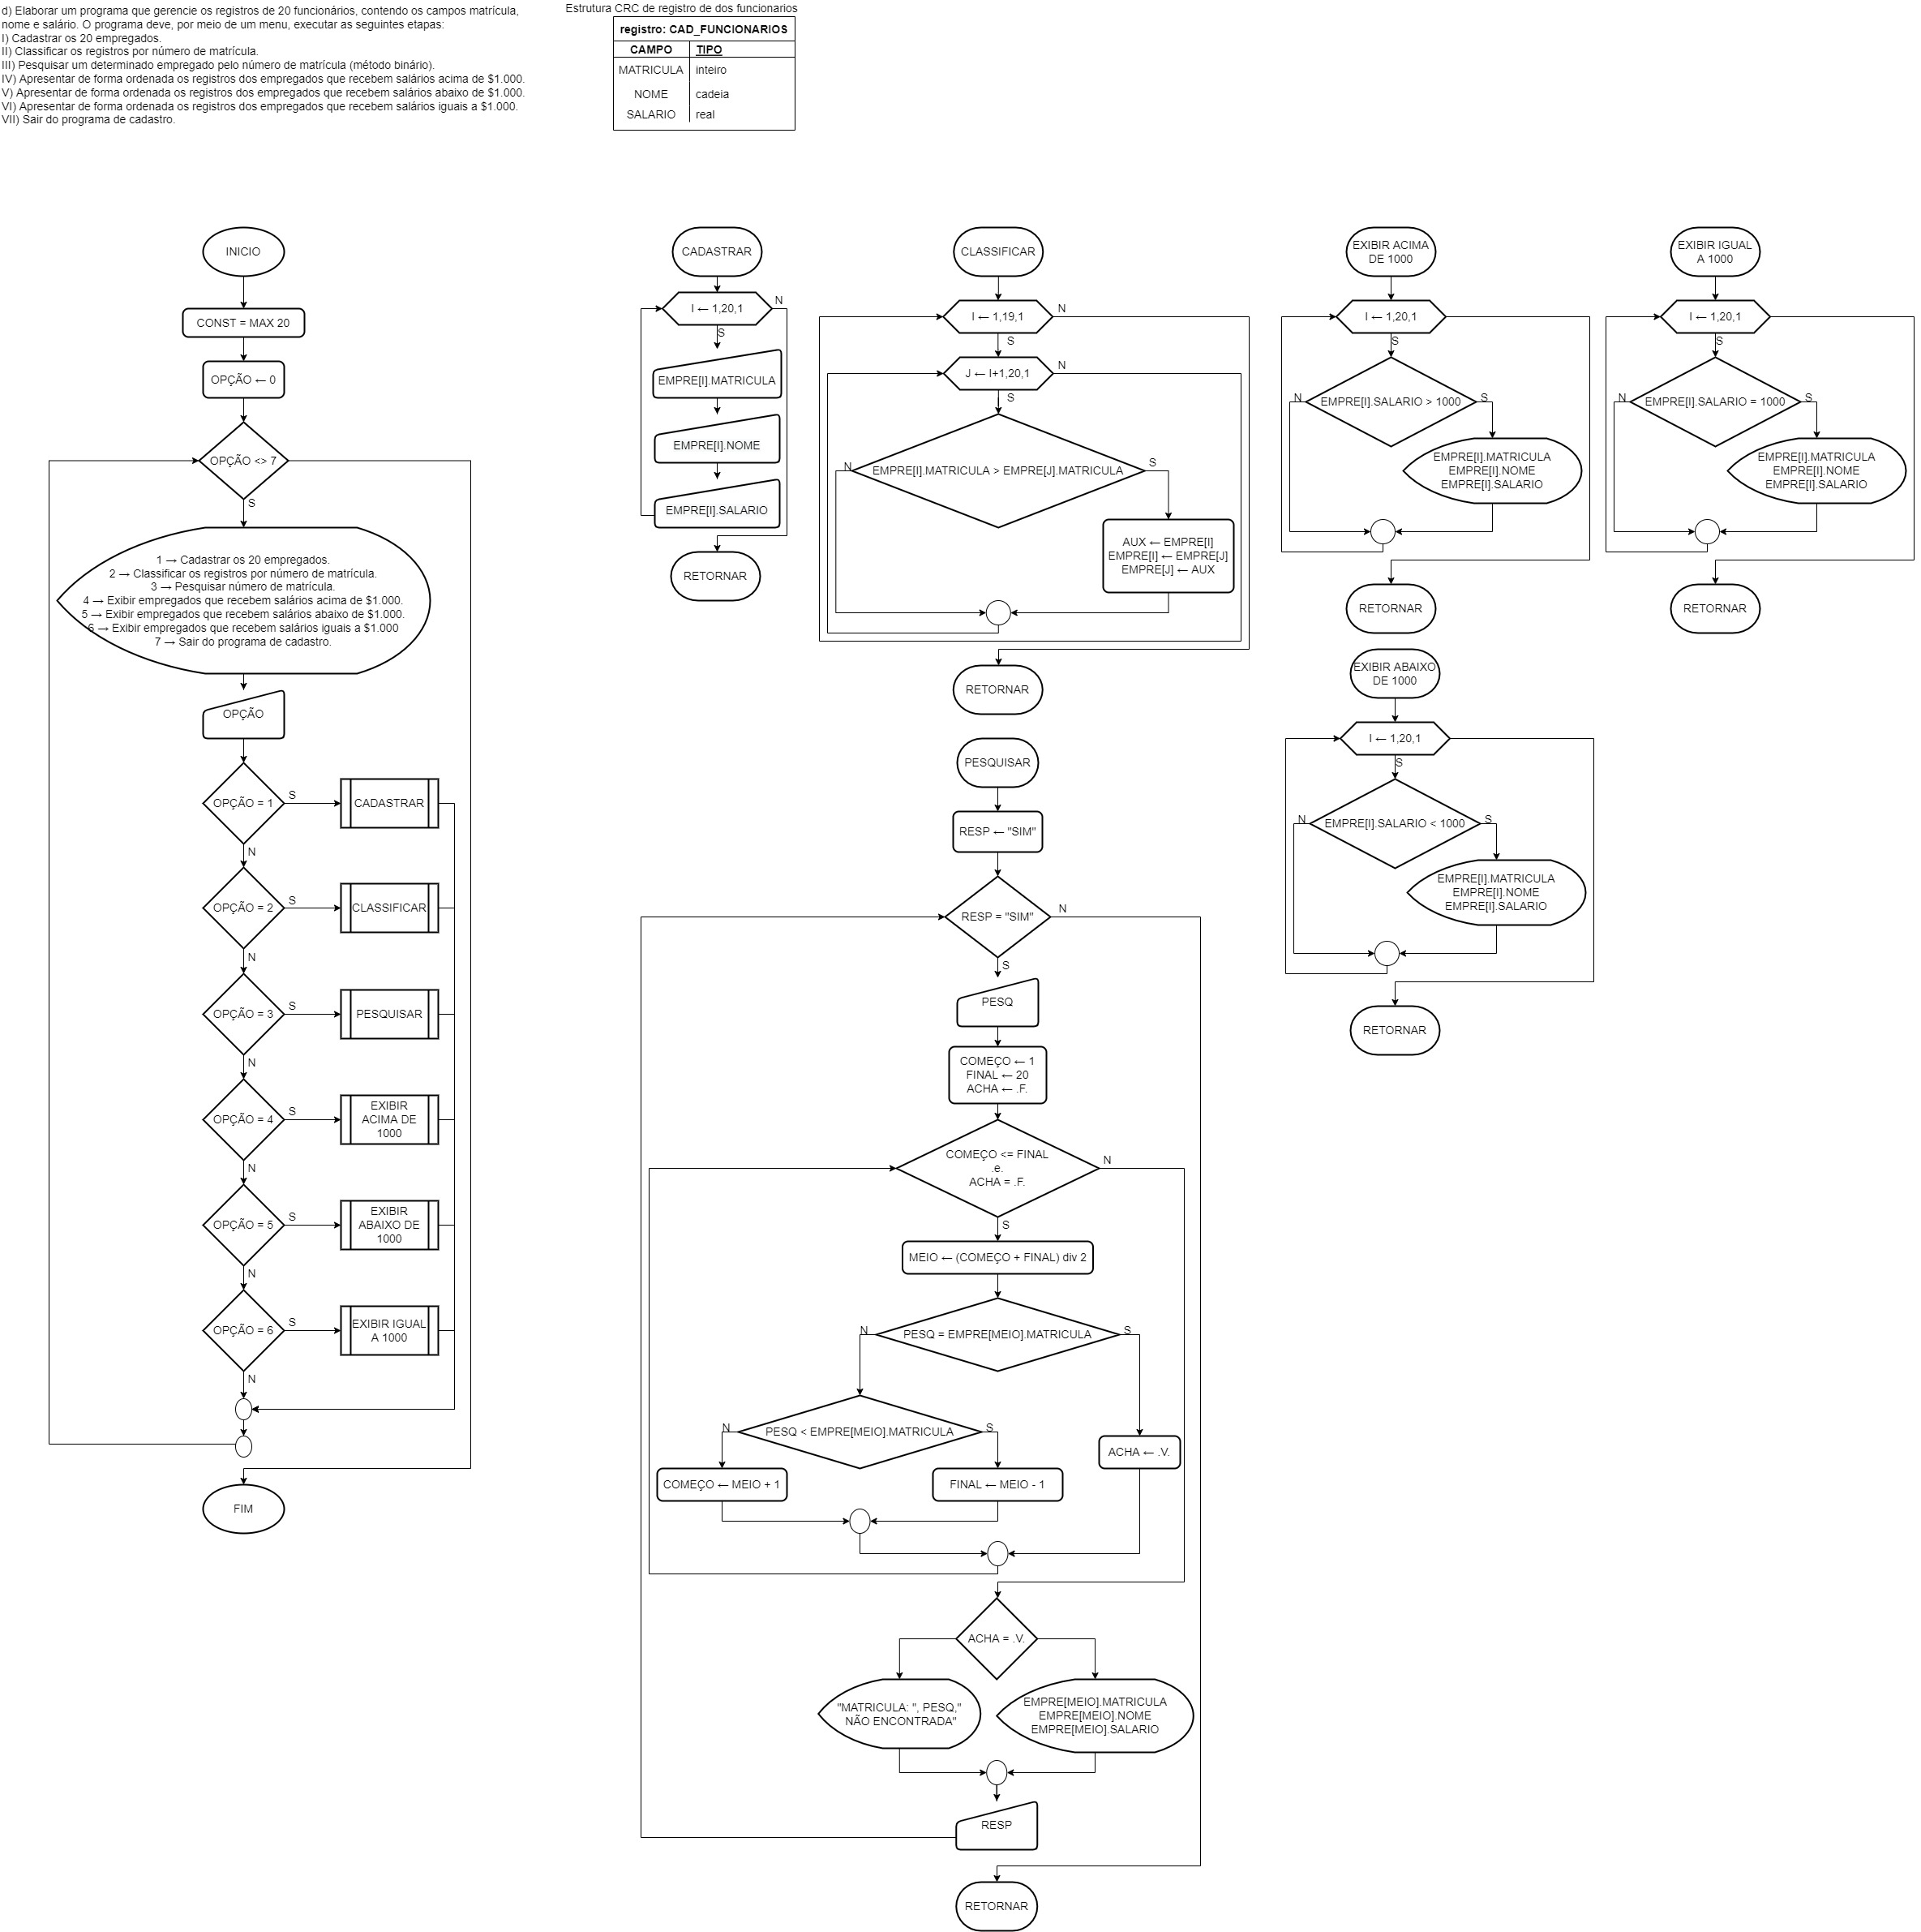 d) Elaborar um programa que gerencie os registros de 20 funcionários, contendo os campos matrícula,
nome e salário. O programa deve, por meio de um menu, executar as seguintes etapas:
I) Cadastrar os 20 empregados.
II) Classificar os registros por número de matrícula.
III) Pesquisar um determinado empregado pelo número de matrícula (método binário).
IV) Apresentar de forma ordenada os registros dos empregados que recebem salários acima de $1.000.
V) Apresentar de forma ordenada os registros dos empregados que recebem salários abaixo de $1.000.
VI) Apresentar de forma ordenada os registros dos empregados que recebem salários iguais a $1.000.
VII) Sair do programa de cadastro.
Estrutura CRC de registro de dos funcionarios
registro: CAD_FUNCIONARIOS
CAMPO TIPO
MATRICULA inteiro
NOME cadeia
SALARIO real
INICIO
CONST = MAX 20
OPÇÃO ← 0
OPÇÃO <> 7
S
1 → Cadastrar os 20 empregados.
2 → Classificar os registros por número de matrícula.
3 → Pesquisar número de matrícula.
4 → Exibir empregados que recebem salários acima de $1.000.
5 → Exibir empregados que recebem salários abaixo de $1.000.
6 → Exibir empregados que recebem salários iguais a $1.000
7 → Sair do programa de cadastro.
OPÇÃO
OPÇÃO = 1
S
CADASTRAR
N
OPÇÃO = 2
S
CLASSIFICAR
N
OPÇÃO = 3
S
PESQUISAR
N
OPÇÃO = 4
S
EXIBIR
ACIMA DE
1000
N
OPÇÃO = 5
S
EXIBIR
ABAIXO DE
1000
N
OPÇÃO = 6
S
EXIBIR IGUAL
A 1000
N
FIM
CADASTRAR
I ← 1,20,1
N
S
EMPRE[I].MATRICULA
EMPRE[I].NOME
EMPRE[I].SALARIO
RETORNAR
CLASSIFICAR
I ← 1,19,1
N
S
J ← I+1,20,1
N
S
EMPRE[I].MATRICULA > EMPRE[J].MATRICULA
N
S
AUX ← EMPRE[I]
EMPRE[I] ← EMPRE[J]
EMPRE[J] ← AUX
RETORNAR
PESQUISAR
RESP ← "SIM"
RESP = "SIM"
N
S
PESQ
COMEÇO ← 1
FINAL ← 20
ACHA ← .F.
COMEÇO <= FINAL
.e.
ACHA = .F.
N
S
MEIO ← (COMEÇO + FINAL) div 2
PESQ = EMPRE[MEIO].MATRICULA
N
S
PESQ < EMPRE[MEIO].MATRICULA
N
S
ACHA ← .V.
COMEÇO ← MEIO + 1
FINAL ← MEIO - 1
ACHA = .V.
"MATRICULA: ", PESQ,"
NÃO ENCONTRADA"
EMPRE[MEIO].MATRICULA
EMPRE[MEIO].NOME
EMPRE[MEIO].SALARIO
RESP
RETORNAR
EXIBIR ACIMA
DE 1000
I ← 1,20,1
S
EMPRE[I].SALARIO > 1000
N
S
EMPRE[I].MATRICULA
EMPRE[I].NOME
EMPRE[I].SALARIO
RETORNAR
EXIBIR ABAIXO
DE 1000
I ← 1,20,1
S
EMPRE[I].SALARIO < 1000
N
S
EMPRE[I].MATRICULA
EMPRE[I].NOME
EMPRE[I].SALARIO
RETORNAR
EXIBIR IGUAL
A 1000
I ← 1,20,1
S
EMPRE[I].SALARIO = 1000
N
S
EMPRE[I].MATRICULA
EMPRE[I].NOME
EMPRE[I].SALARIO
RETORNAR